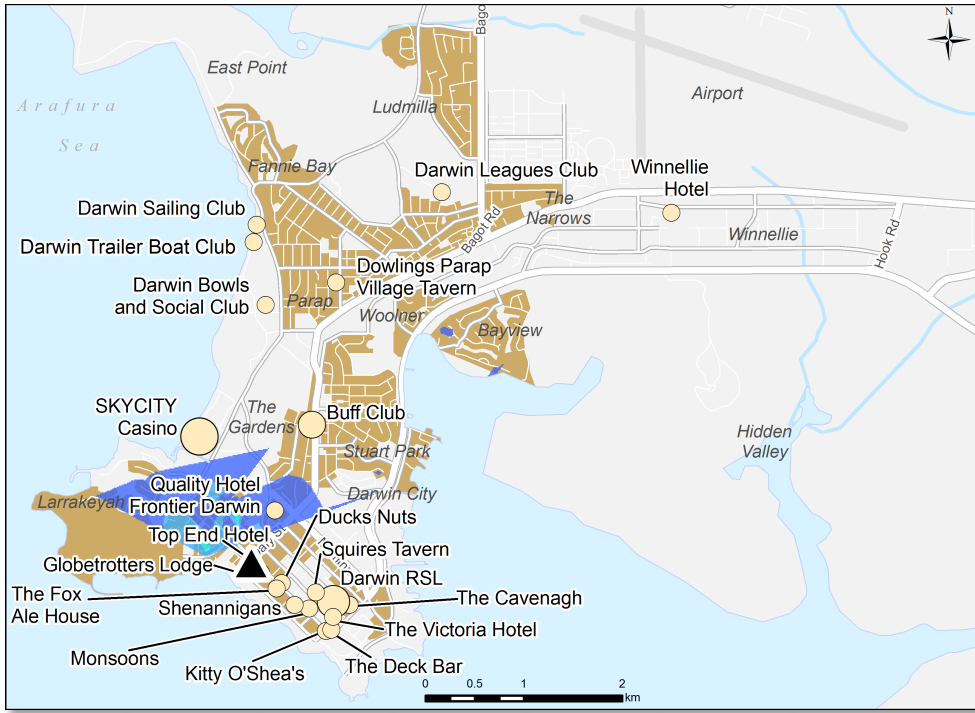 N
Bago
East Point
Arafura
Sea
Ludmilla
Airport
Fannie Bay
Darwin Leagues Club
Winnellie
Hotel
The
Narrows
Darwin Sailing Club
Bagot Rd
Winnellie
Hook Rd
Darwin Trailer Boat Club
Dowlings Parap
Village Tavern
Darwin Bowls
and Social Club
Parap
Woolner
Bayview
SKYCITY
Casino
The
Gardens
Buff Club
Stuart Park
Hidden
Valley
Quality Hotel
Frontier Darwin
Larrakeyah
Darwin City
Ducks Nuts
Top End Hotel
Squires Tavern
Globetrotters Lodge
Darwin RSL
The Fox
Ale House
Shenannigans
The Cavenagh
The Victoria Hotel
Monsoons
Kitty O'Shea's
The Deck Bar
0 0.5 1 2
km